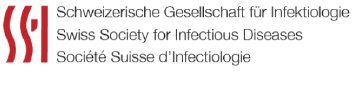 Schweizerische Gesellschaft für Infektiologie
Swiss Society for Infectious Diseases
Société Suisse d'Infectiologie